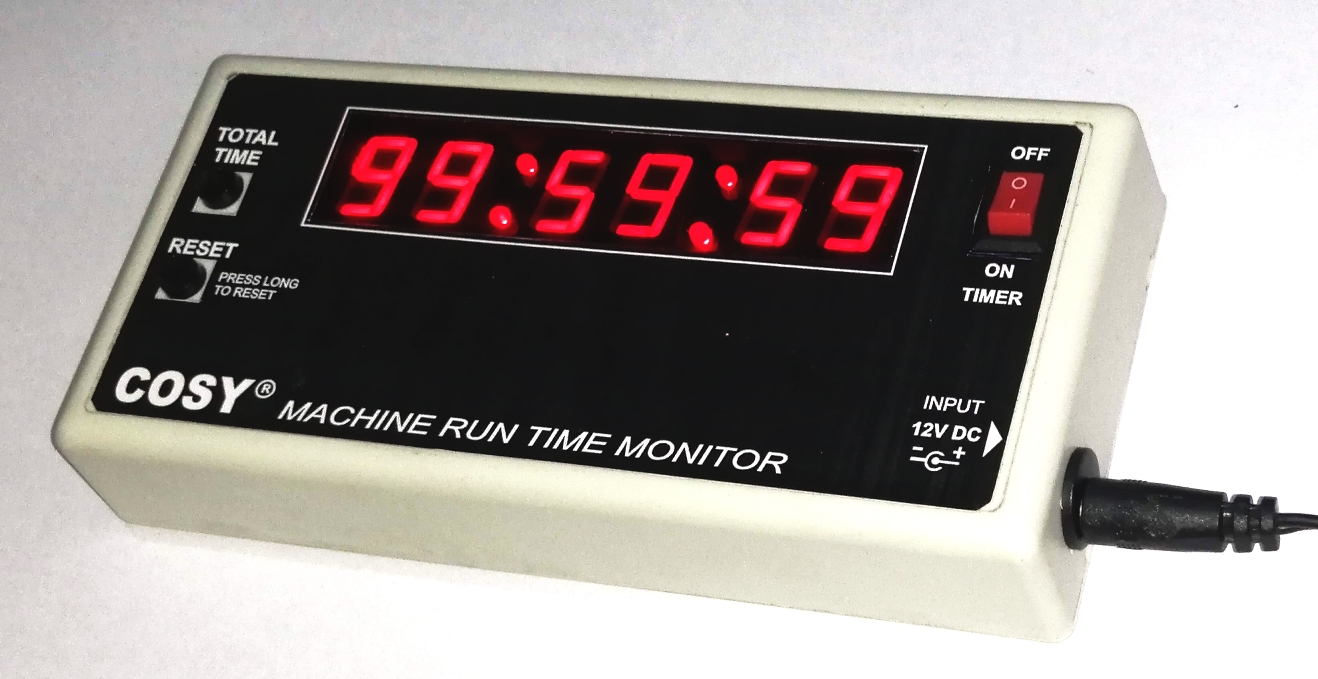 TOTAL
TIME
99:59:59
OFF
O
I
ON
TIMER
RESET
PRESS LONG
TO RESET
COSY®
MACHINE RUN TIME MONITOR
INPUT
12V DC
- +